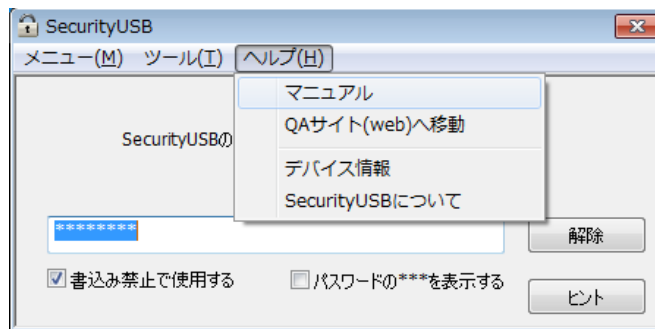 SecurityUSB
メニュー(M) ツール(T) ヘルプ(H)
マニュアル
QAサイト(web)へ移動
デバイス情報
SecurityUSBについて
SecurityUSBの
********
解除
書込み禁止で使用する
パスワードの***を表示する
ヒント